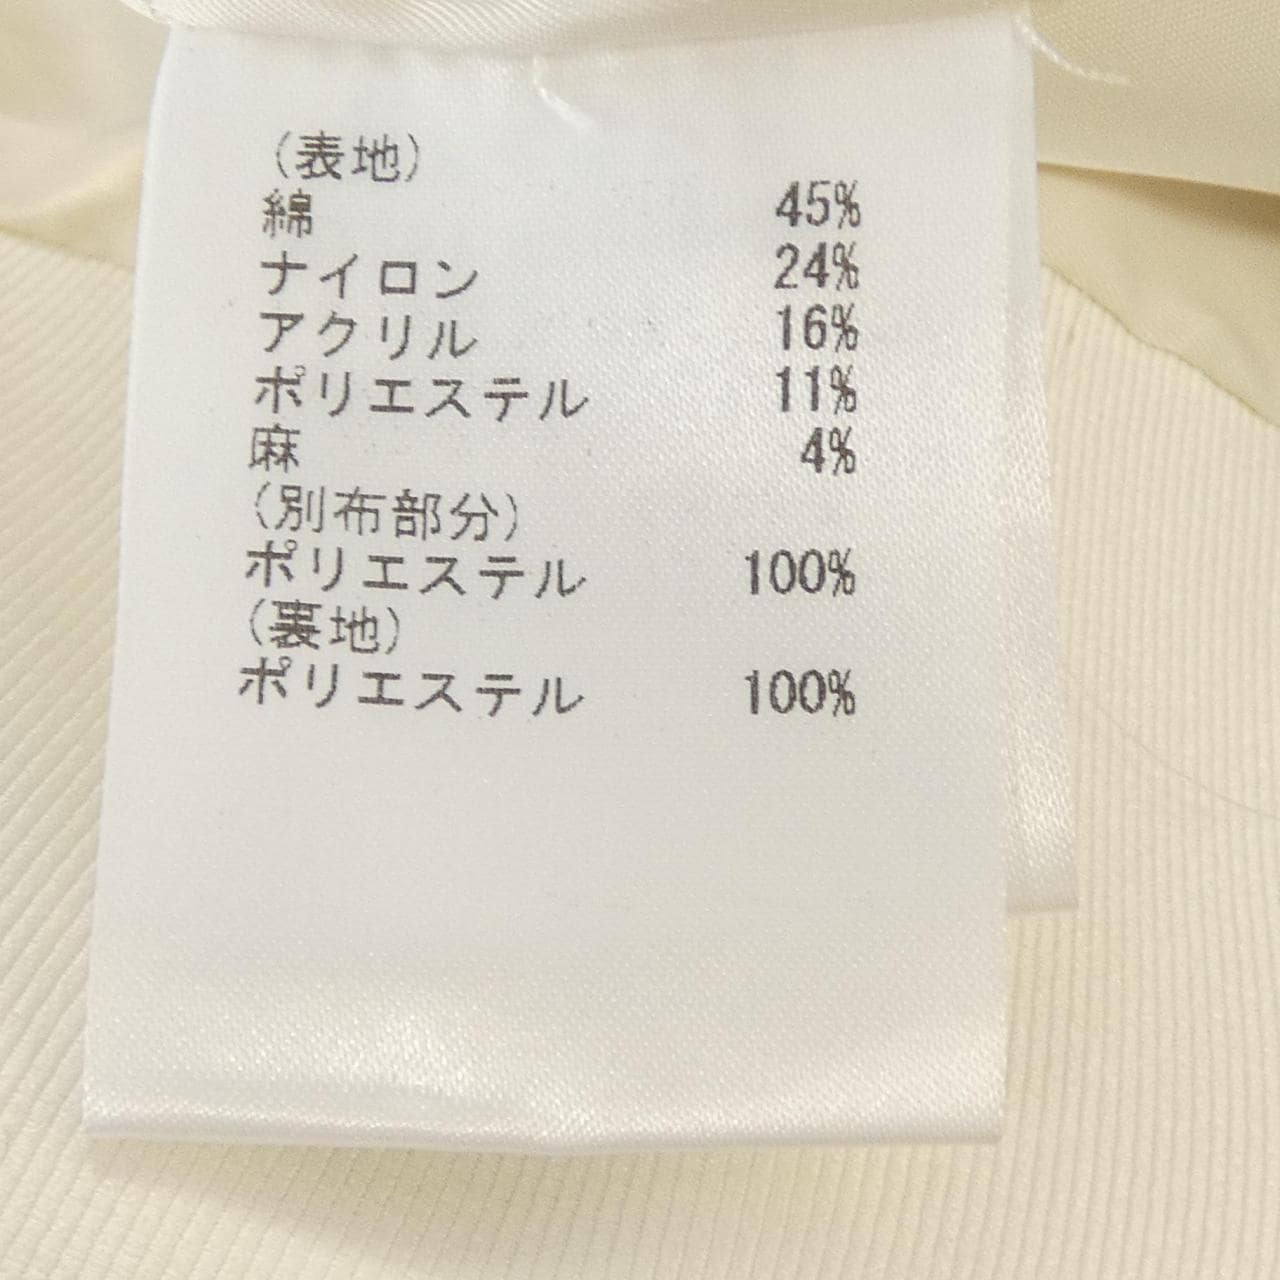 (表地)
綿 45%
ナイロン 24%
アクリル 16%
ポリエステル 11%
麻 4%
(別布部分)
ポリエステル 100%
(裏地)
ポリエステル 100%